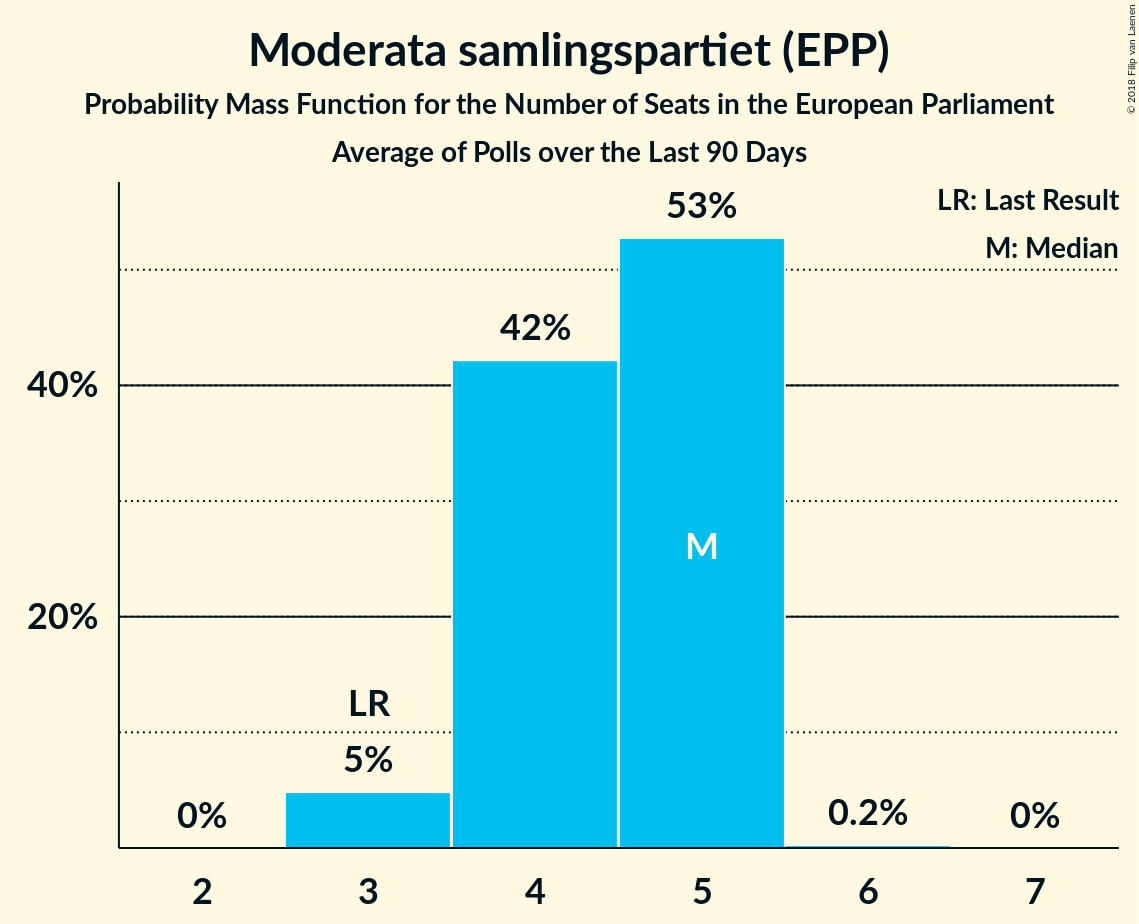 Moderata samlingspartiet (EPP)
Probability Mass Function for the Number of Seats in the European Parliament
Average of Polls over the Last 90 Days
© 2018 Filip van Laenen
LR: Last Result
M: Median
53%
42%
40%
M
20%
LR
5%
0%
0.2%
0%
2 3 4 5 6 7